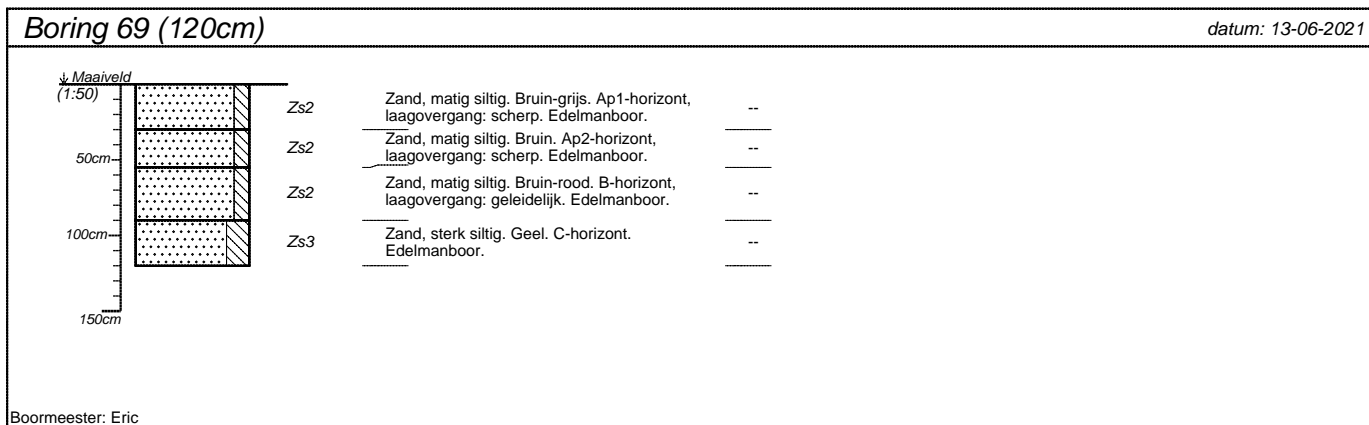 Boring 69 (120cm)
datum: 13-06-2021
Maaiveld
(1:50)
Zs2
Zand, matig siltig. Bruin-grijs. Ap1-horizont,
laagovergang: scherp. Edelmanboor.
--
50cm
Zs2
Zand, matig siltig. Bruin. Ap2-horizont,
laagovergang: scherp. Edelmanboor.
--
Zs2
Zand, matig siltig. Bruin-rood. B-horizont,
laagovergang: geleidelijk. Edelmanboor.
--
100cm
Zs3
Zand, sterk siltig. Geel. C-horizont.
Edelmanboor.
--
150cm
Boormeester: Eric